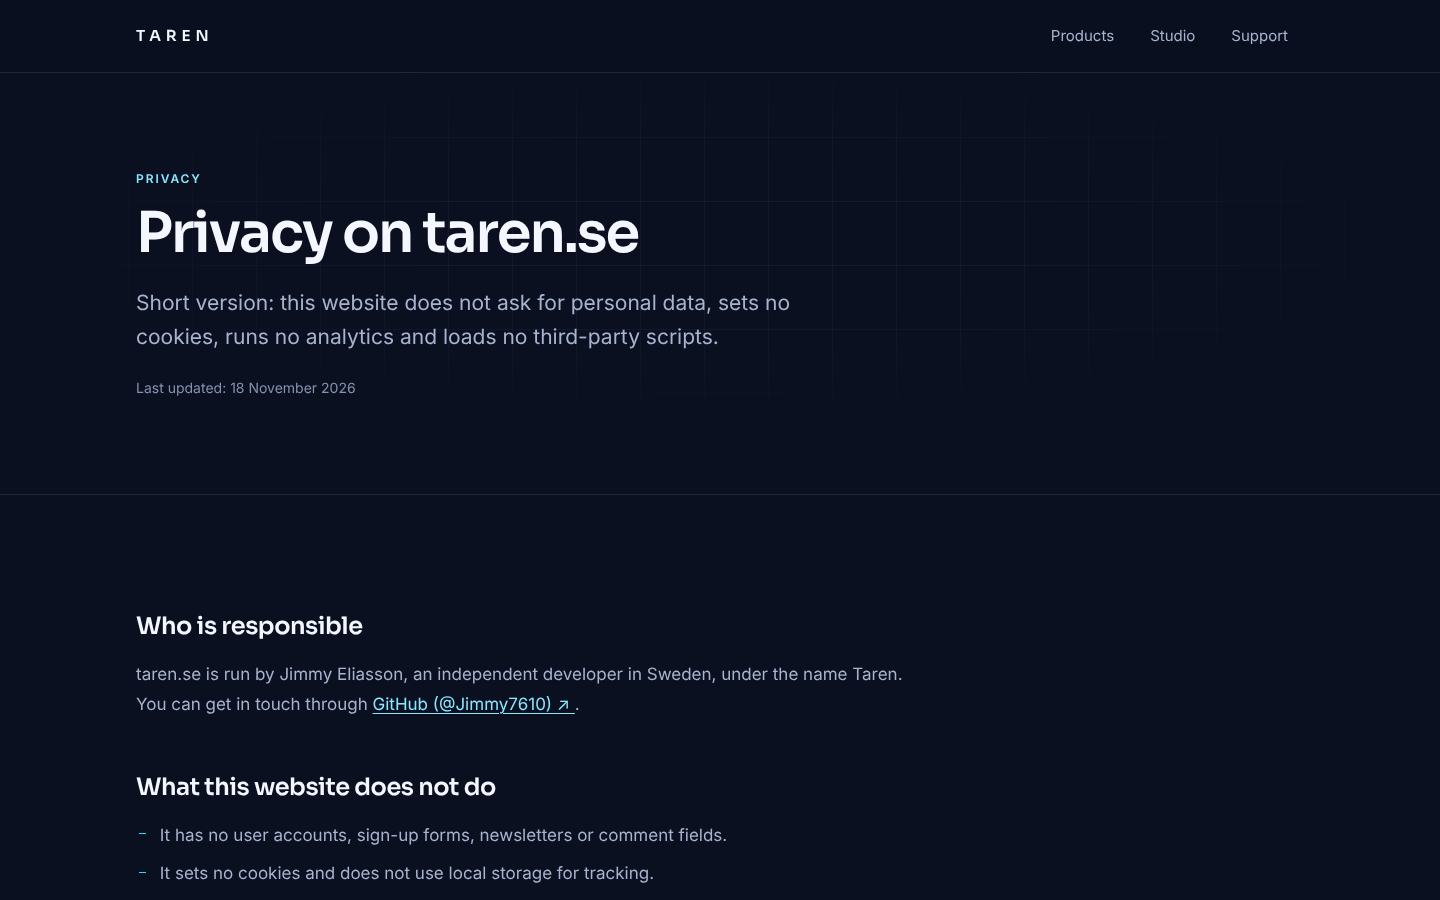 TAREN
Products
Studio
Support
PRIVACY
Privacy on taren.se
Short version: this website does not ask for personal data, sets no
cookies, runs no analytics and loads no third-party scripts.
Last updated: 18 November 2026
Who is responsible
taren.se is run by Jimmy Eliasson, an independent developer in Sweden, under the name Taren.
You can get in touch through GitHub (@Jimmy7610) ↗ .
What this website does not do
– It has no user accounts, sign-up forms, newsletters or comment fields.
– It sets no cookies and does not use local storage for tracking.